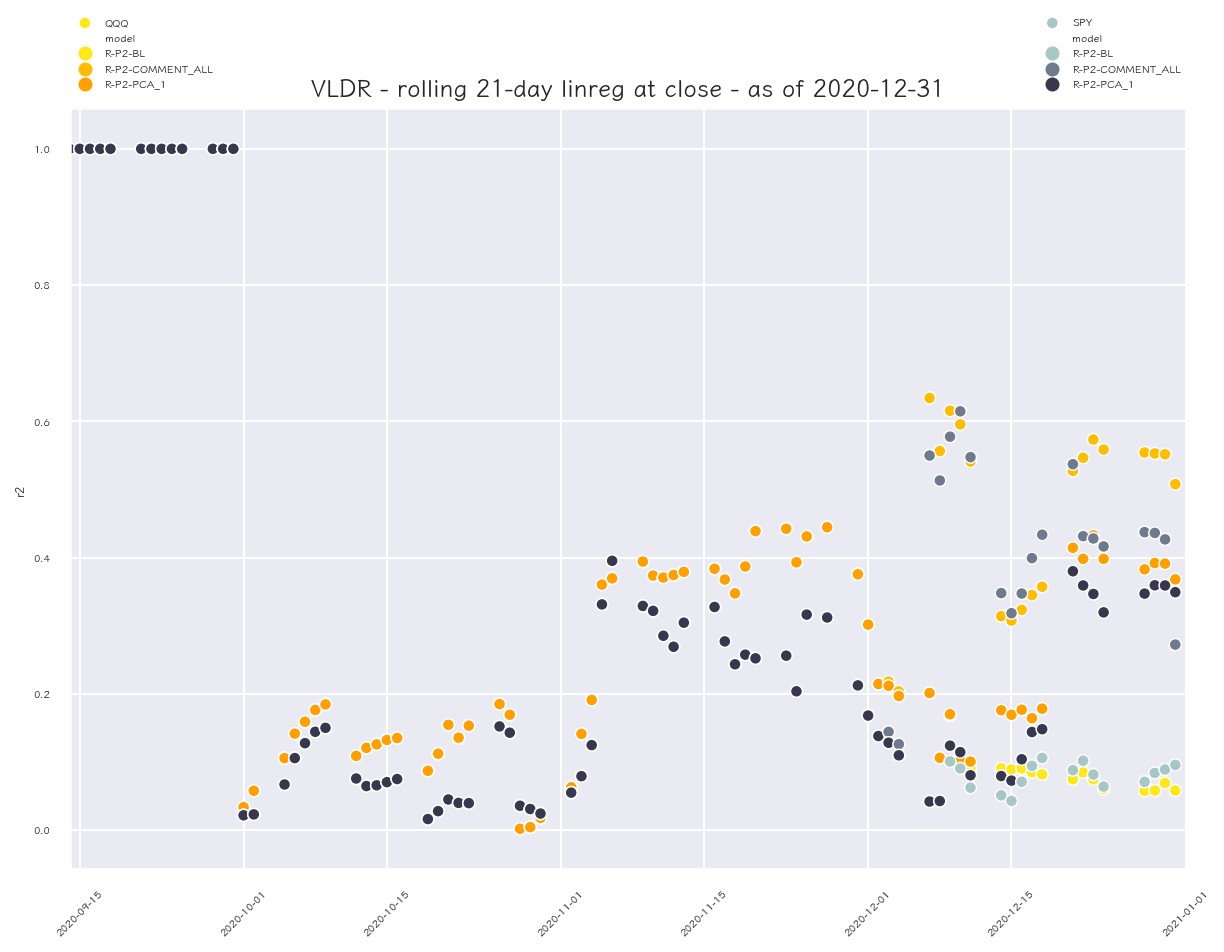 QQQ
model
R-P2-BL
R-P2-COMMENT_ALL
R-P2-PCA_1
SPY
model
R-P2-BL
R-P2-COMMENT_ALL
R-P2-PCA_1
VLDR - rolling 21-day linreg at close - as of 2020-12-31
1.0
0.8
0.6
0.4
0.2
0.0
r2
2020-09-15
2020-10-01
2020-10-15
2020-11-01
2020-11-15
2020-12-01
2020-12-15
2021-01-01